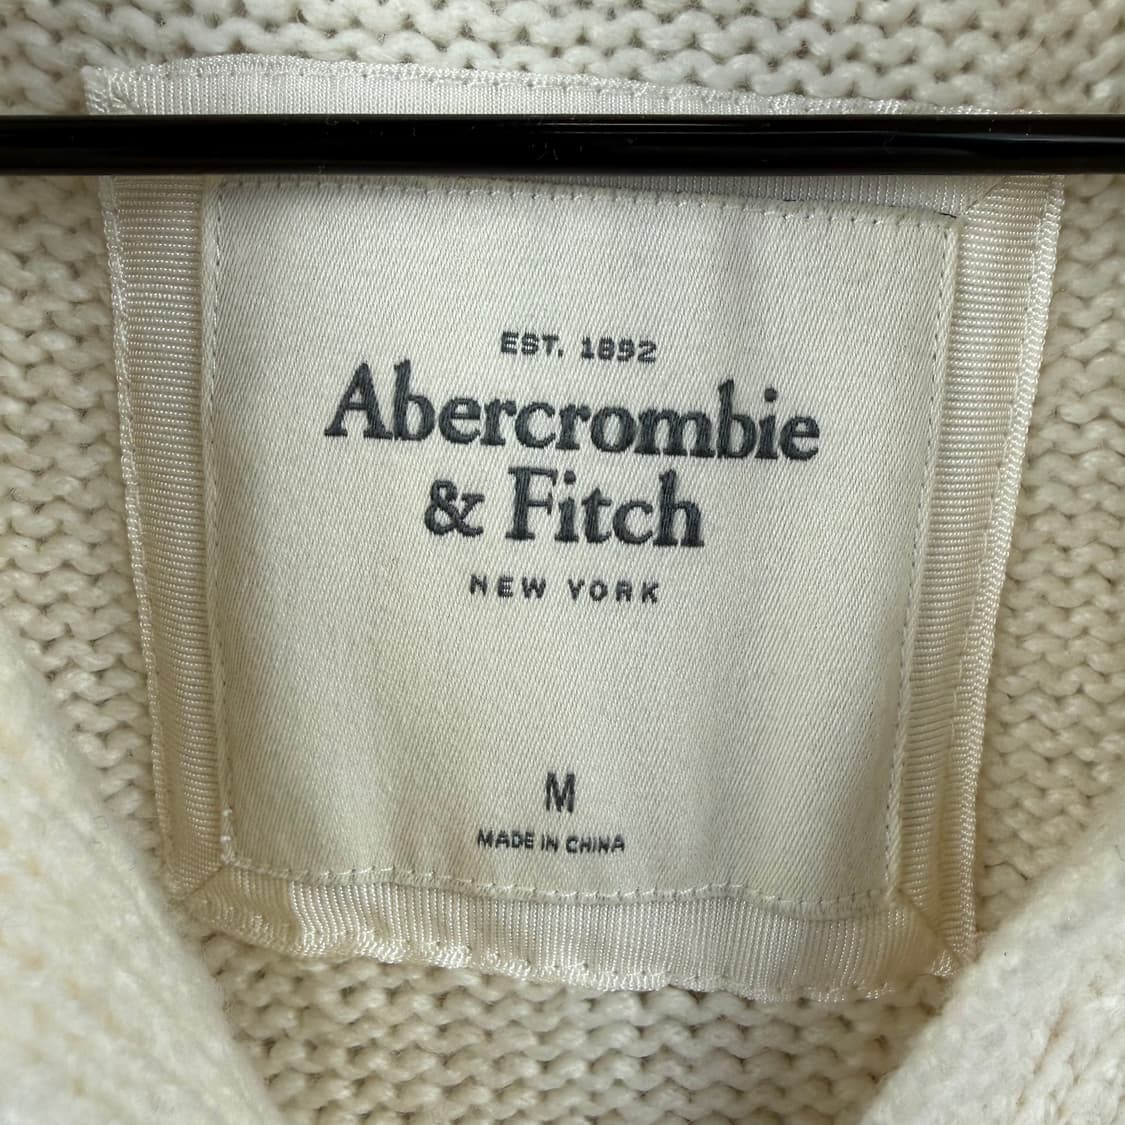 EST. 1892
Abercrombie
& Fitch
NEW YORK
M
MADE IN CHINA